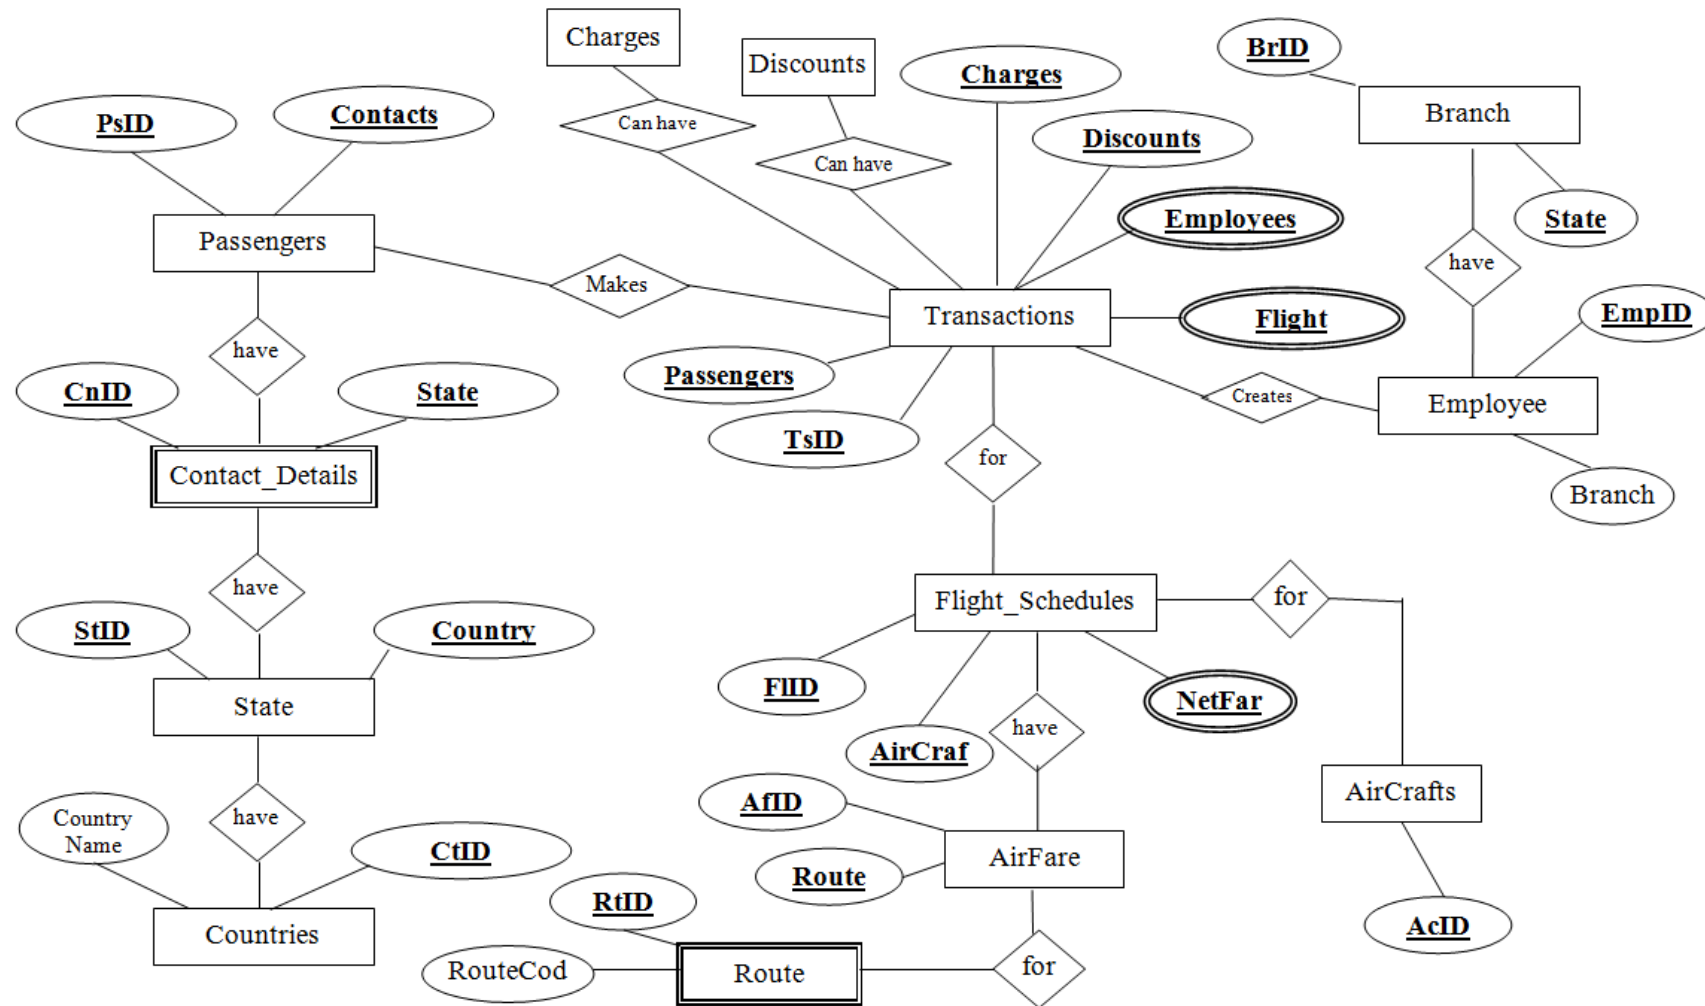 Charges
Discounts
Charges
BrID
Branch
PsID
Contacts
Can have
Can have
Discounts
Employees
State
Passengers
have
Makes
Transactions
Flight
EmpID
have
Passengers
CnID
State
Creates
Employee
TsID
for
Contact_Details
Branch
have
Flight_Schedules
for
StID
Country
FlID
NetFar
State
have
AirCraf
AirCrafts
AfID
Country
Name
have
CtID
AirFare
Route
RtID
AcID
Countries
RouteCod
Route
for